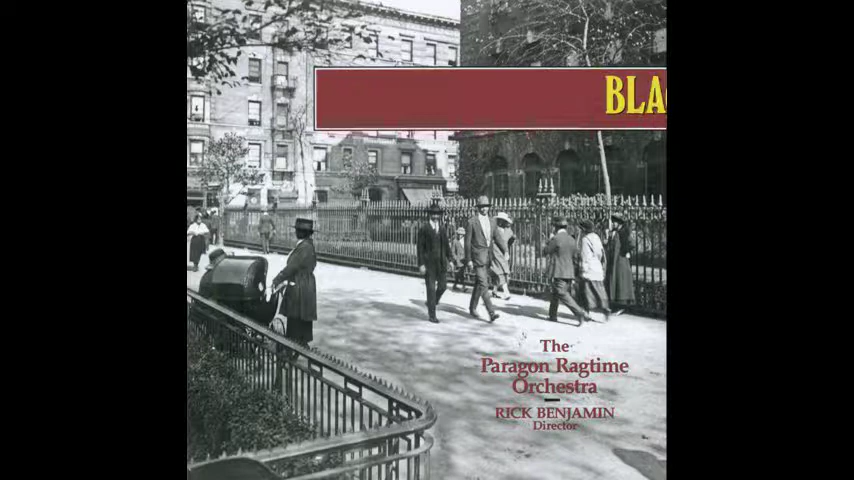 BLA
The
Paragon Ragtime
Orchestra
RICK BENJAMIN
Director